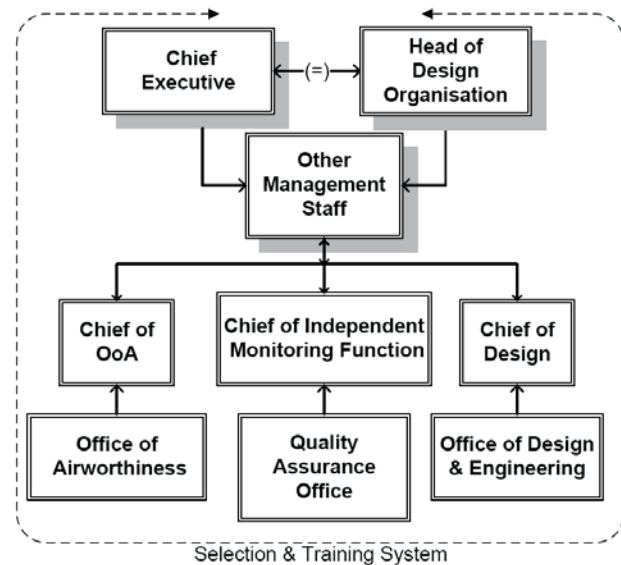 Chief
Executive
(=)
Head of
Design
Organisation
Other
Management
Staff
Chief of
OoA
Chief of Independent
Monitoring Function
Chief of
Design
Office of
Airworthiness
Quality
Assurance
Office
Office of Design
& Engineering
Selection & Training System